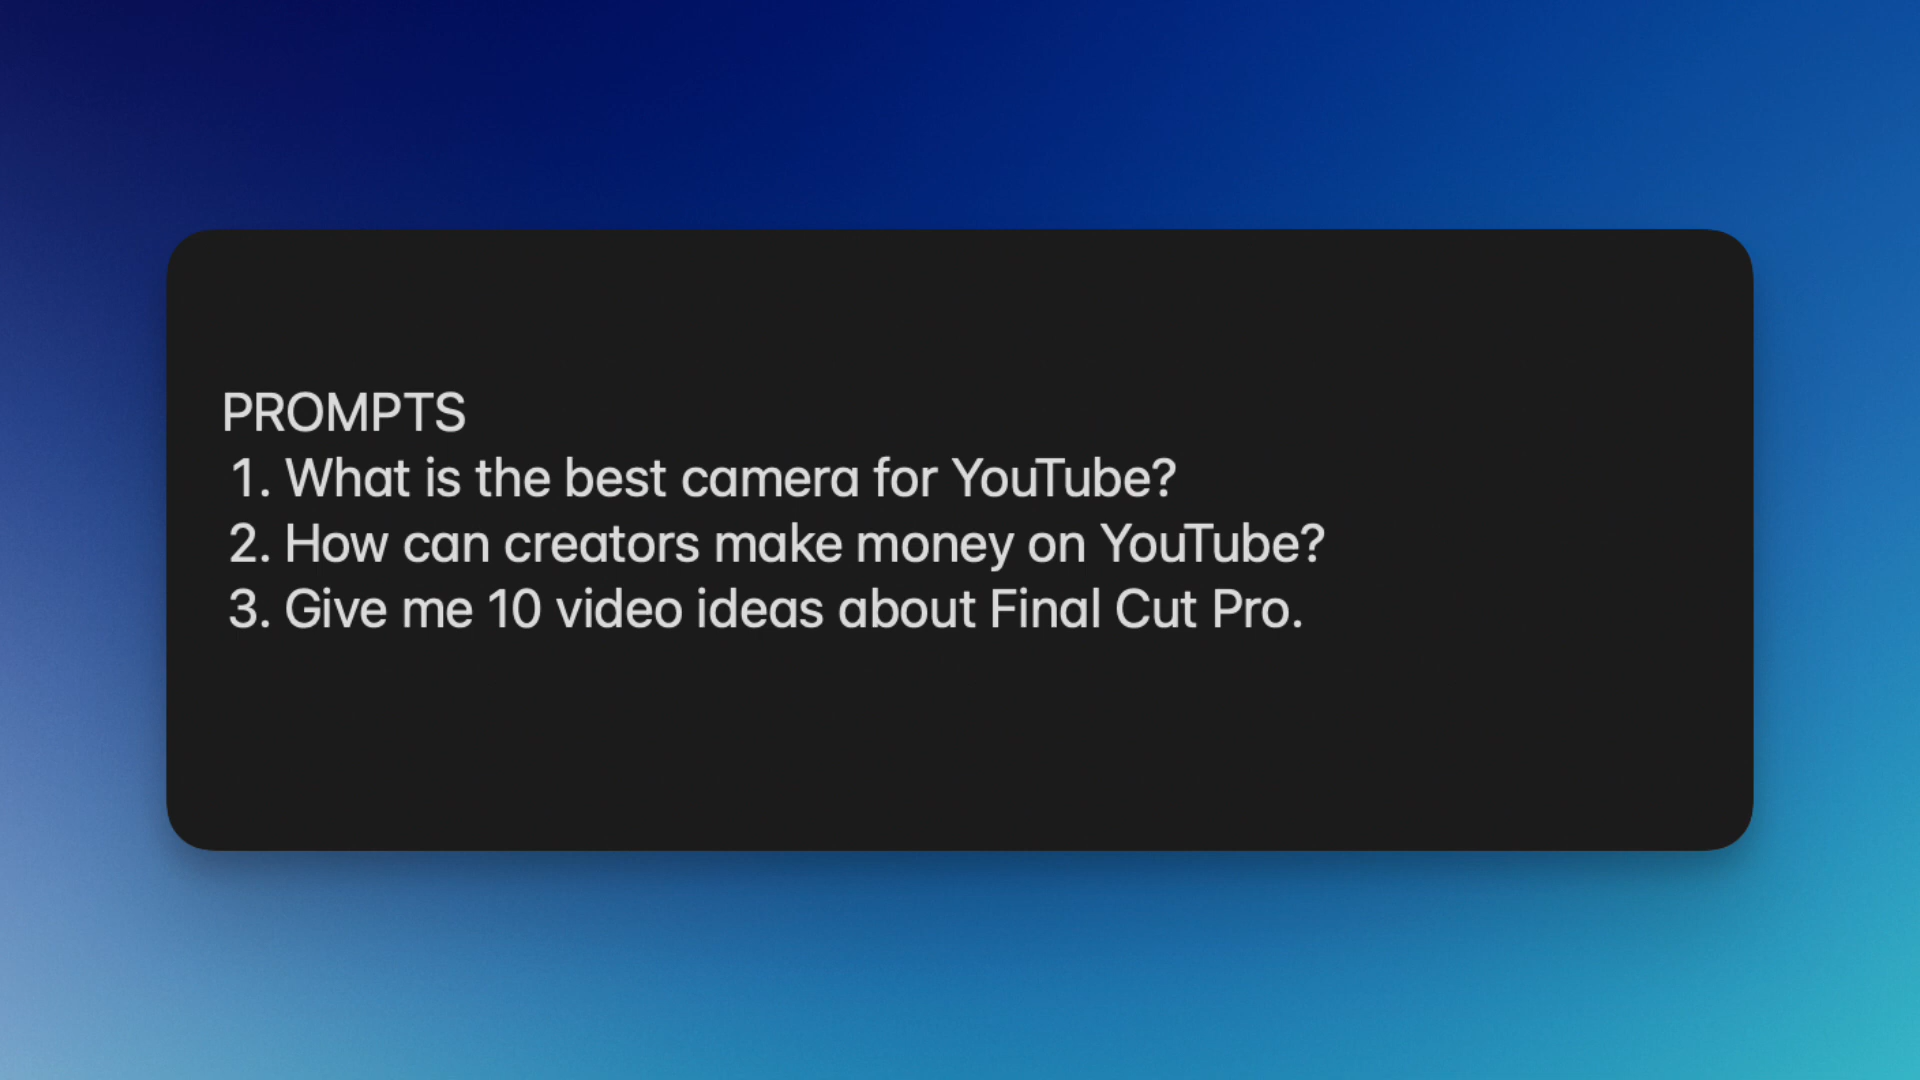 PROMPTS
1. What is the best camera for YouTube?
2. How can creators make money on YouTube?
3. Give me 10 video ideas about Final Cut Pro.